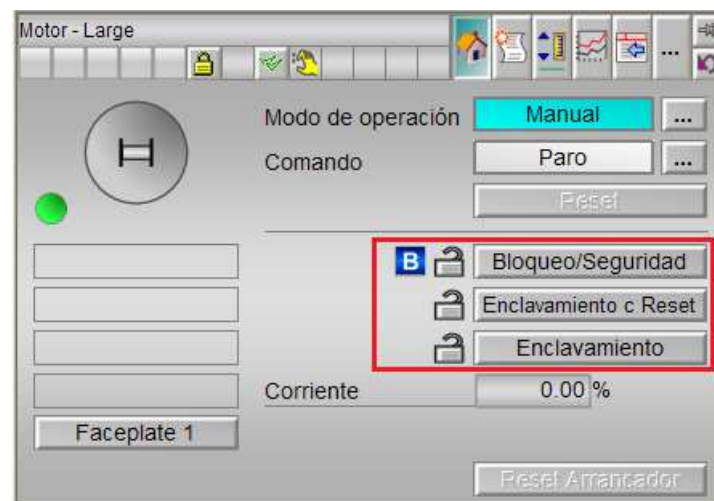 Motor - Large
...
Modo de operación Manual ...
Comando Paro ...
Reset
B Bloqueo/Seguridad
Enclavamiento c Reset
Enclavamiento
Corriente 0.00 %
Faceplate 1
Reset Arrancador